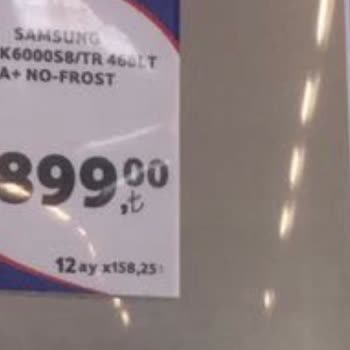 SAMSUNG
K6000S8/TR 468LT
A+ NO-FROST
899,00 ₺
12 ay x158,25